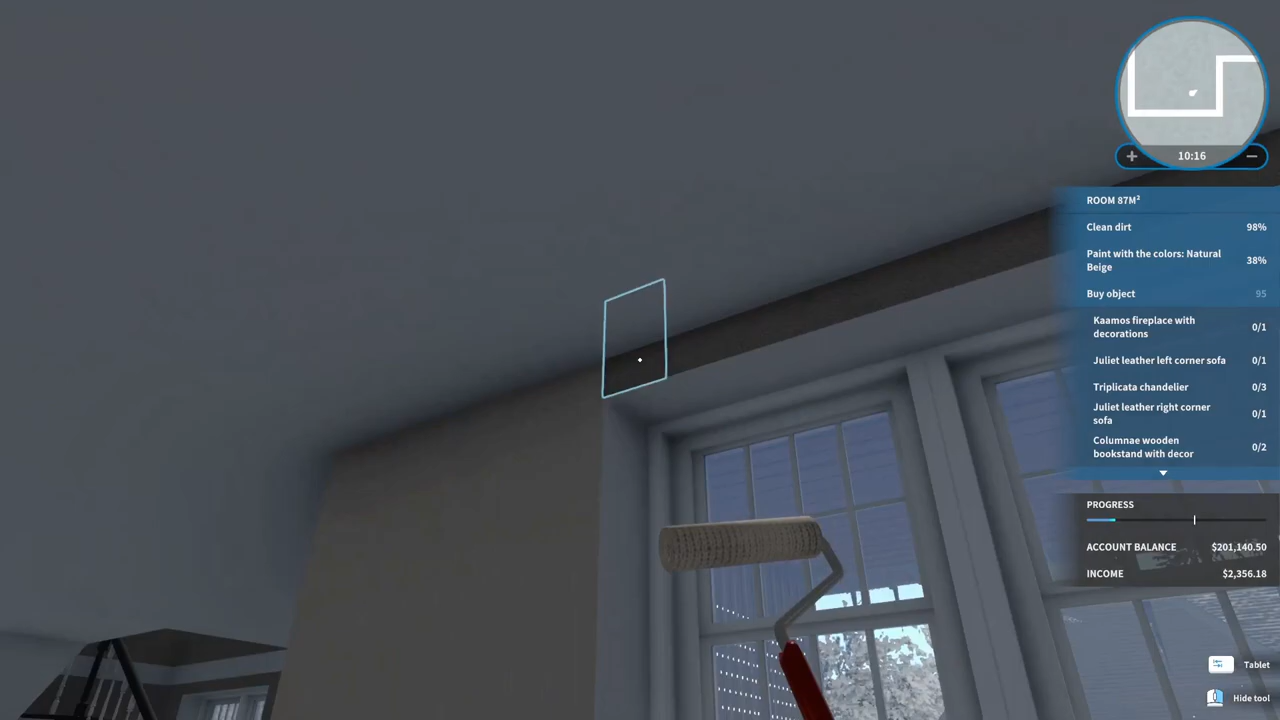 10:16
ROOM 87M²
Clean dirt 98%
Paint with the colors: Natural
Beige 38%
Buy object 95
Kaamos fireplace with
decorations 0/1
Juliet leather left corner sofa 0/1
Triplicata chandelier 0/3
Juliet leather right corner
sofa 0/1
Columnae wooden
bookstand with decor 0/2
PROGRESS
ACCOUNT BALANCE $201,140.50
INCOME $2,356.18
Tablet
Hide tool